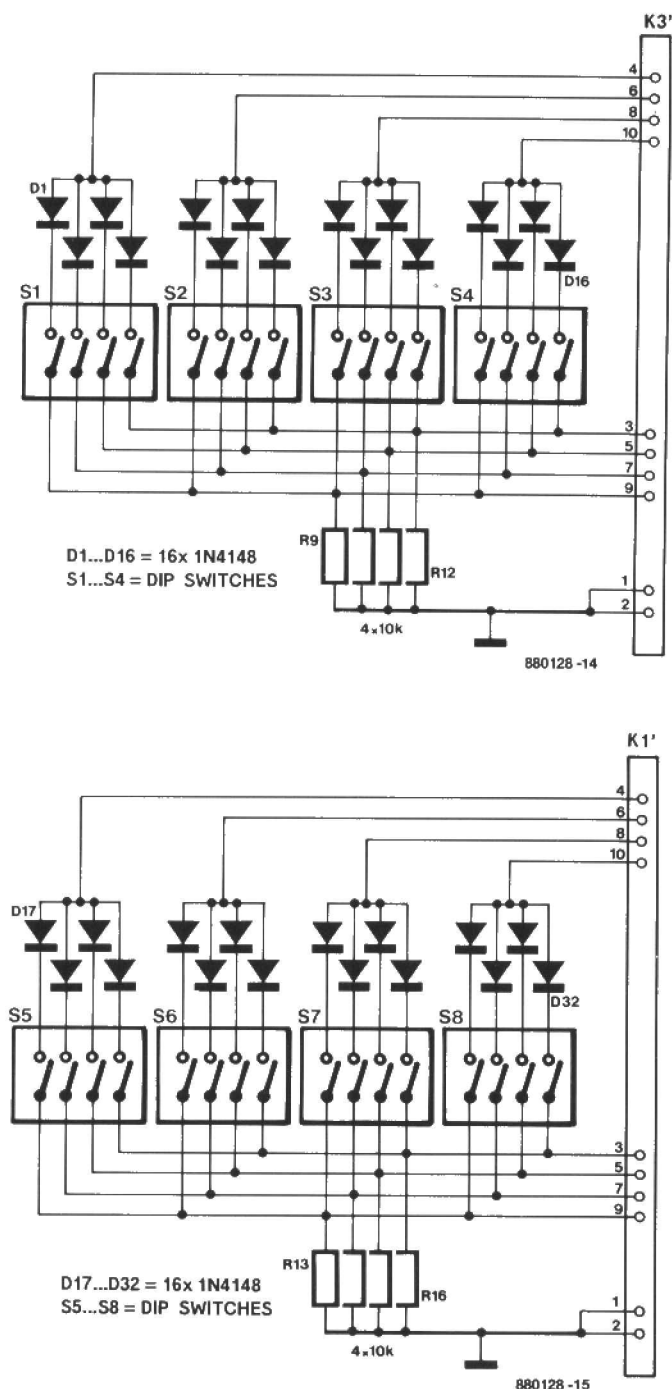 K3'
4
6
8
10
D1
D16
S1 S2 S3 S4
3
5
7
9
R9 R12
D1...D16 = 16x 1N4148
S1...S4 = DIP SWITCHES
1
2
4x10k
880128-14
K1'
4
6
8
10
D17
D32
S5 S6 S7 S8
3
5
7
9
R13 R16
D17...D32 = 16x 1N4148
S5...S8 = DIP SWITCHES
1
2
4x10k
880128-15